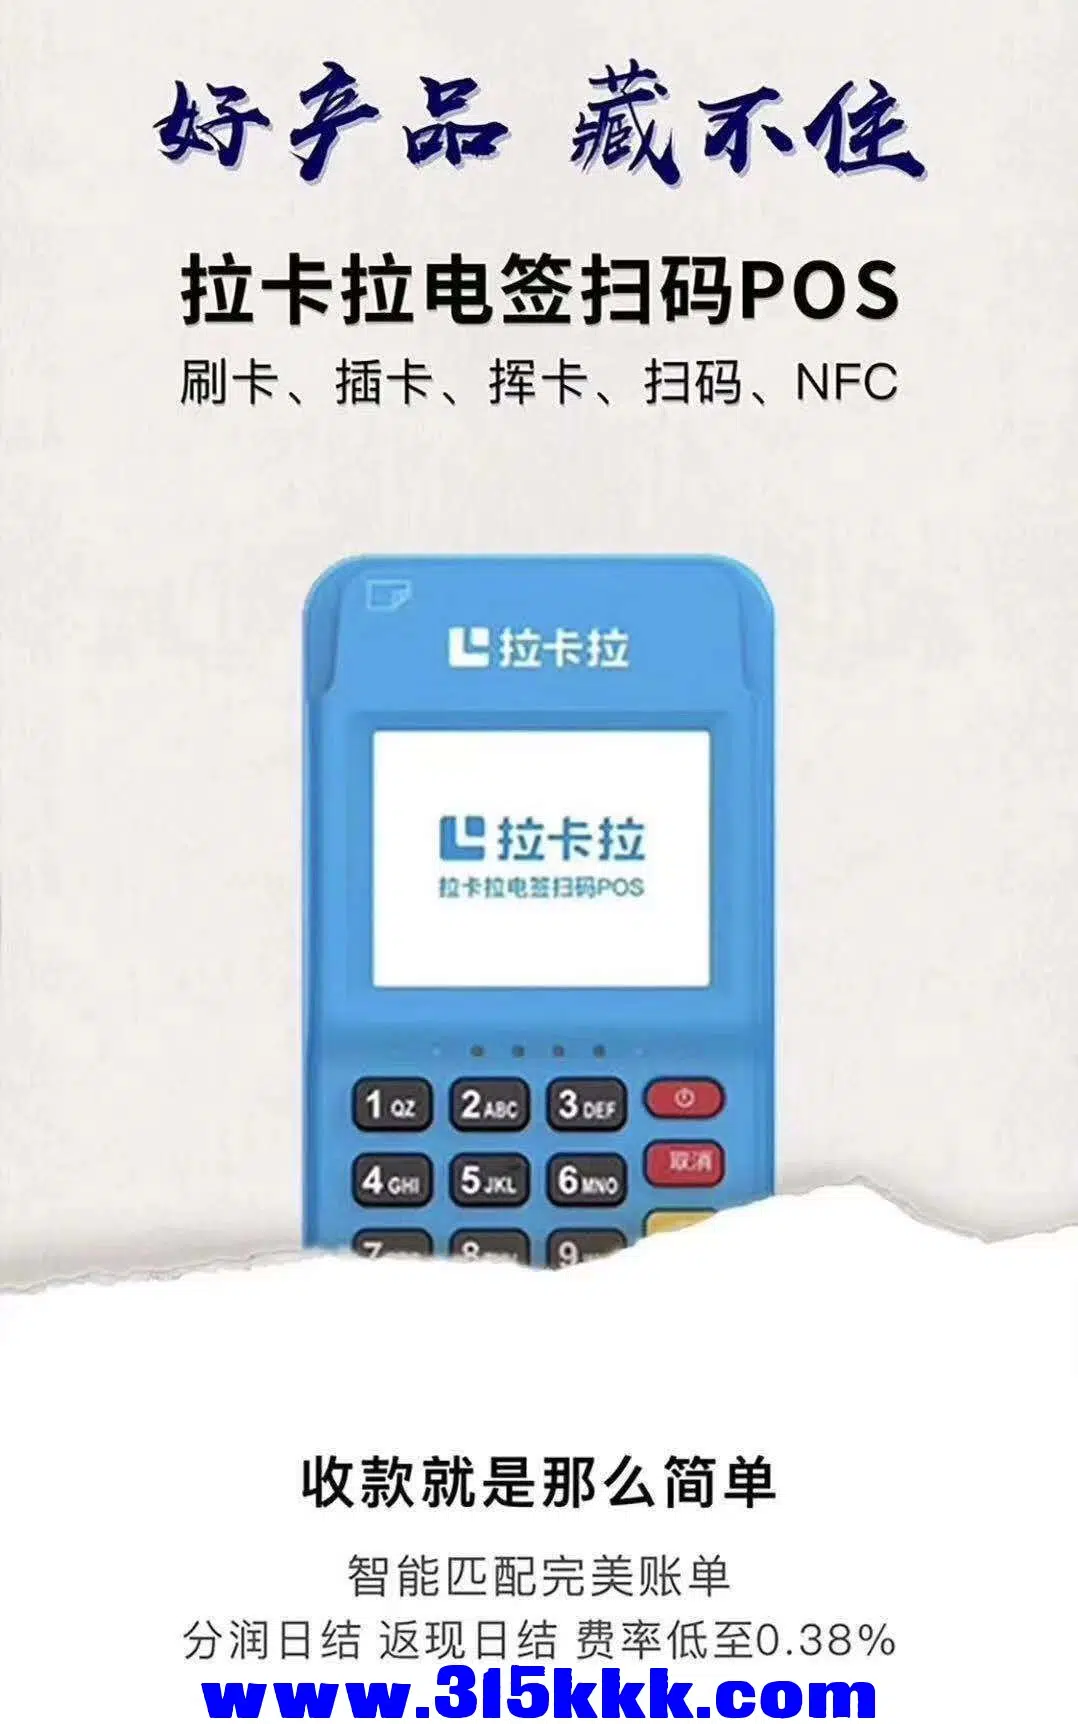 好产品 藏不住
拉卡拉电签扫码POS
刷卡、插卡、挥卡、扫码、NFC
拉卡拉
拉卡拉
拉卡拉电签扫码POS
1 QZ 2 ABC 3 DEF
取消
4 GHI 5 JKL 6 MNO
7 8 9
收款就是那么简单
智能匹配完美账单
分润日结 返现日结 费率低至0.38%
www.315kkk.com